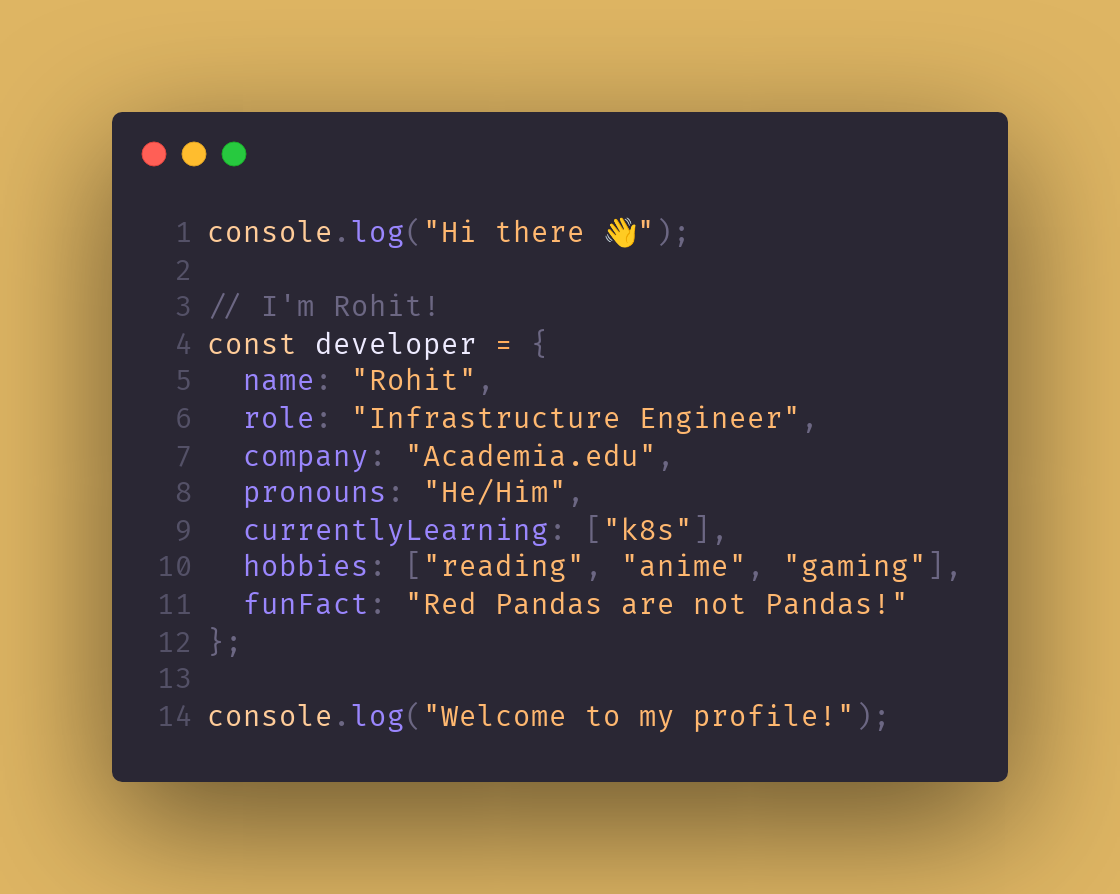 1 console.log("Hi there 👋");
2
3 // I'm Rohit!
4 const developer = {
5   name: "Rohit",
6   role: "Infrastructure Engineer",
7   company: "Academia.edu",
8   pronouns: "He/Him",
9   currentlyLearning: ["k8s"],
10   hobbies: ["reading", "anime", "gaming"],
11   funFact: "Red Pandas are not Pandas!"
12 };
13
14 console.log("Welcome to my profile!");